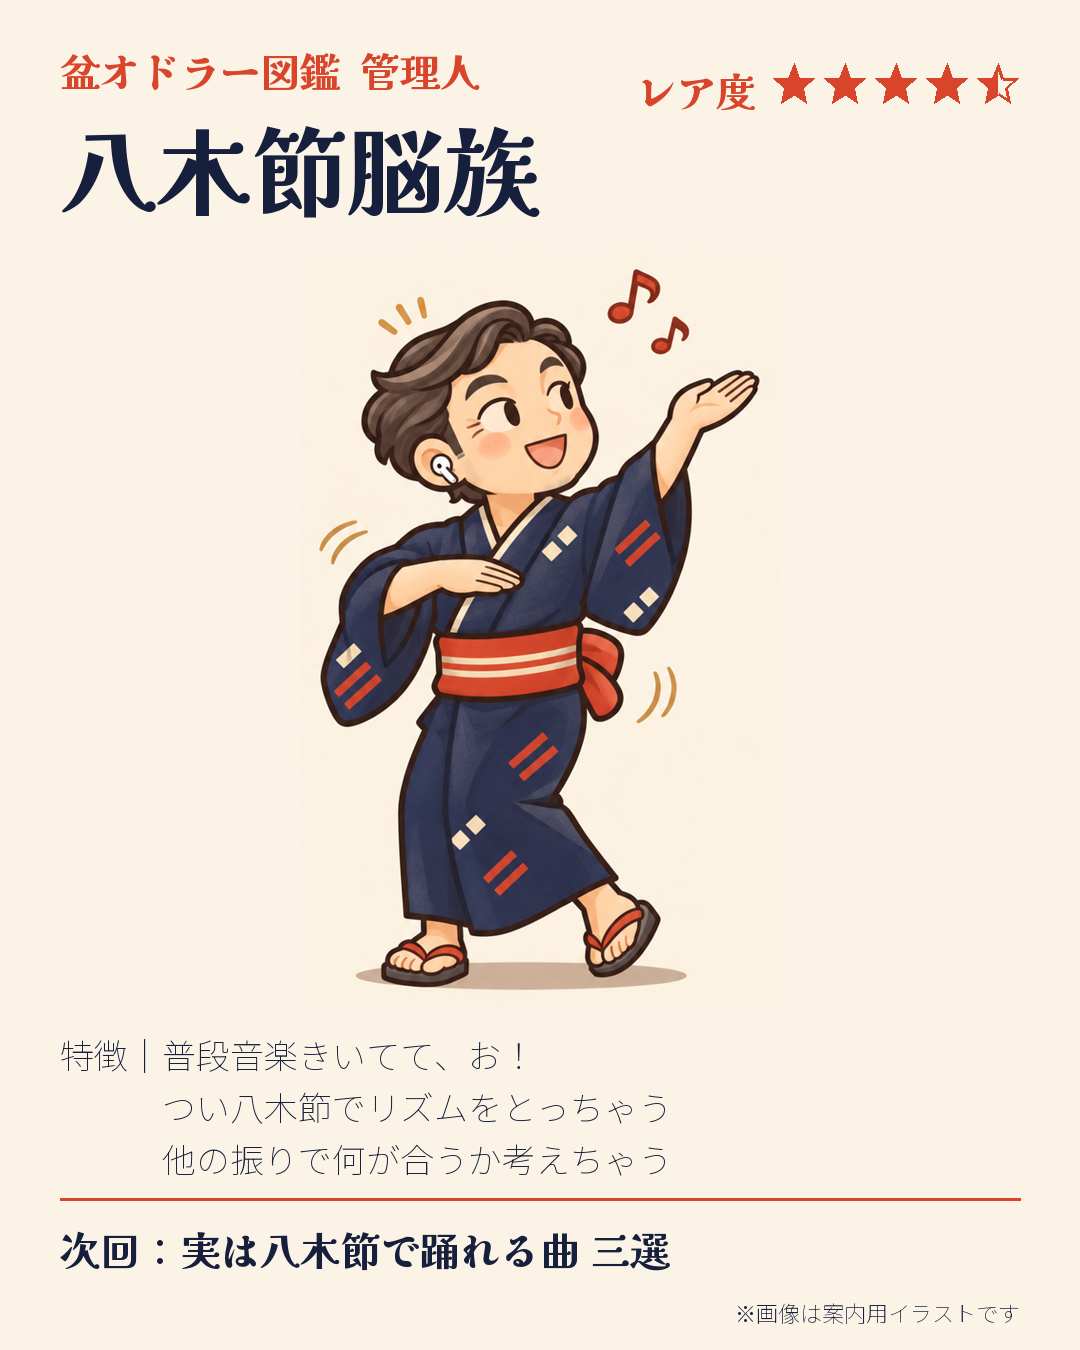 盆オドラー図鑑 管理人
レア度 ★★★★⯪
八木節脳族
特徴｜普段音楽きいてて、お！
つい八木節でリズムをとっちゃう
他の振りで何が合うか考えちゃう
次回：実は八木節で踊れる曲 三選
※画像は案内用イラストです